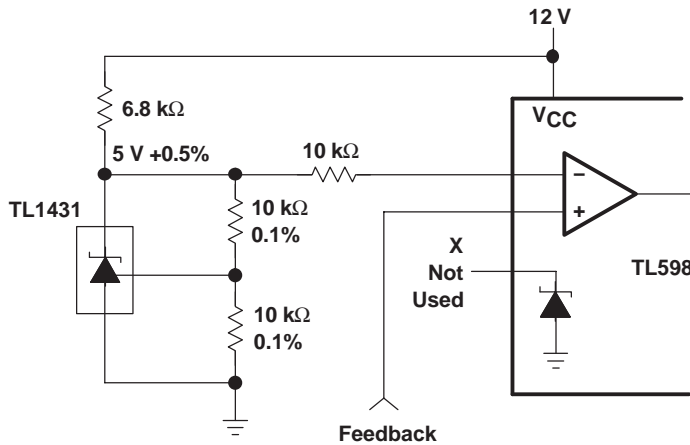 12 V
6.8 kΩ
VCC
5 V +0.5%
10 kΩ
TL1431
10 kΩ
0.1%
−
+
X
Not
Used
TL598
10 kΩ
0.1%
Feedback